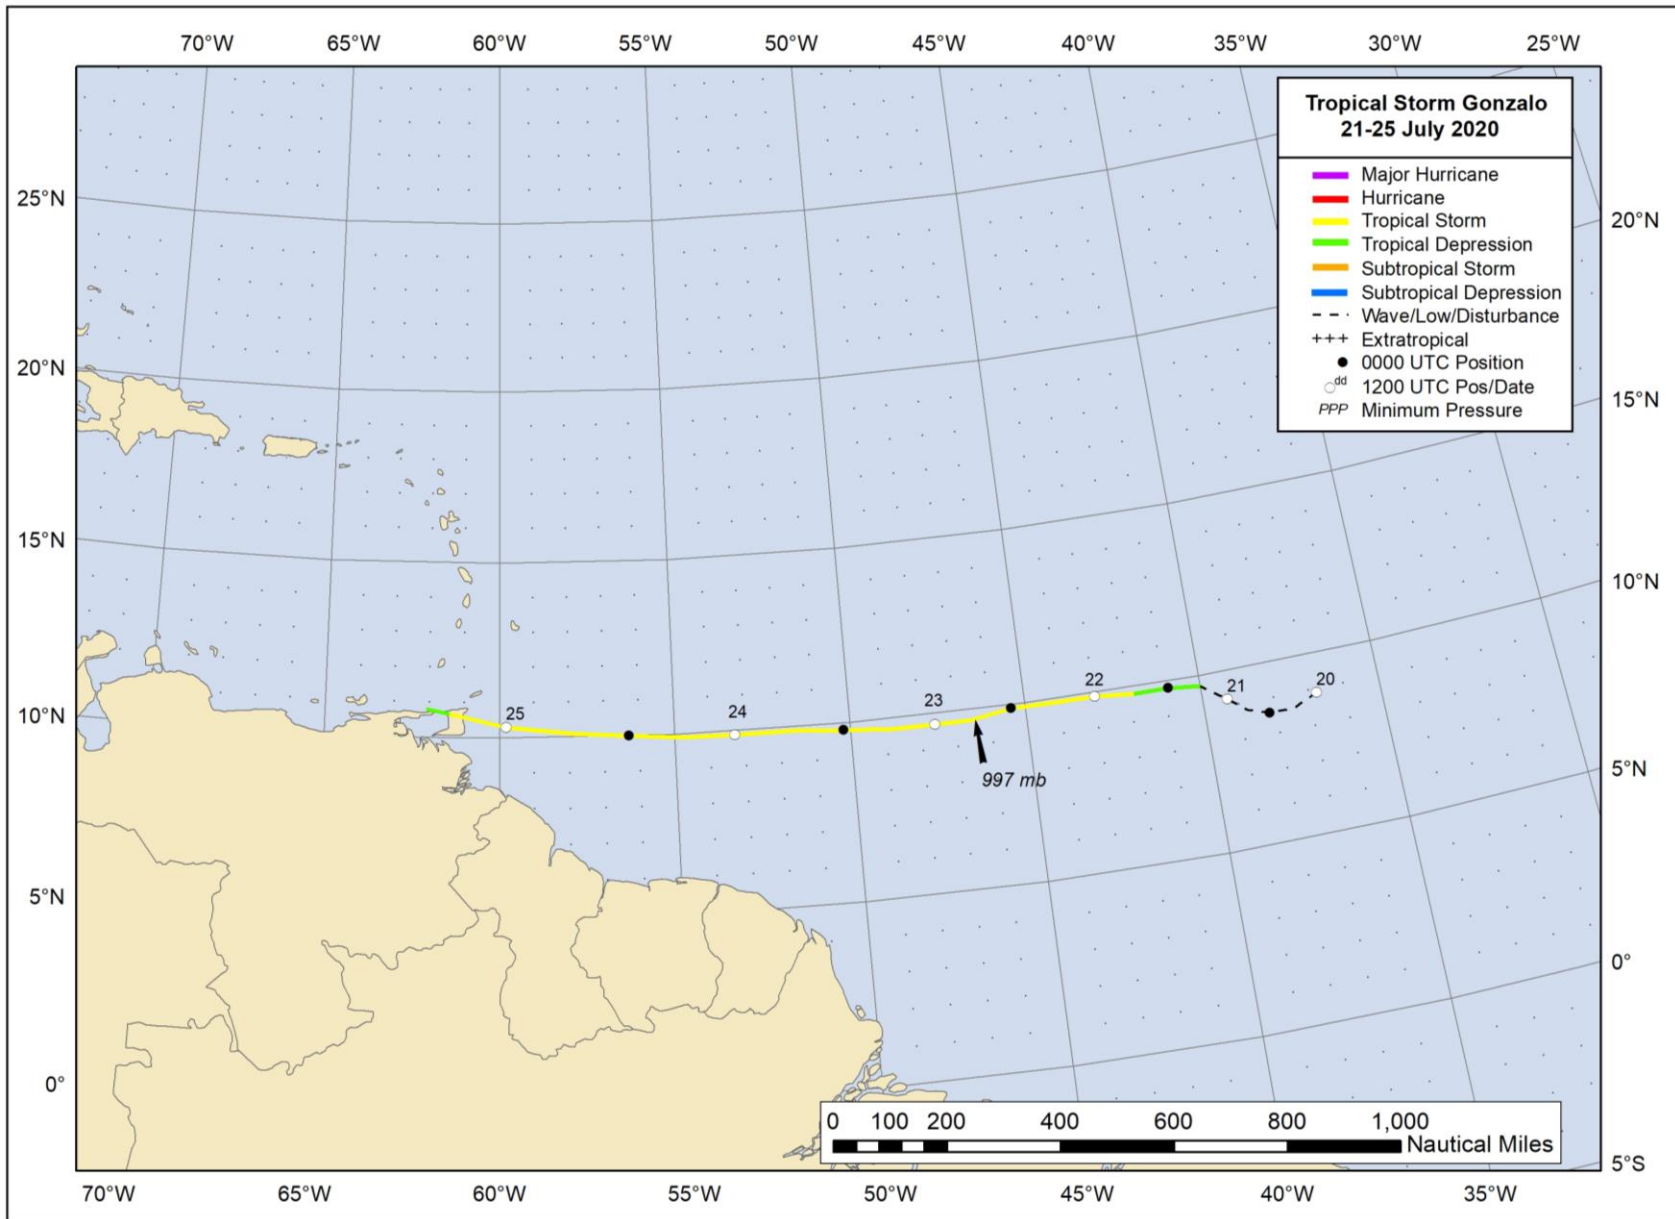 70°W 65°W 60°W 55°W 50°W 45°W 40°W 35°W 30°W 25°W
Tropical Storm Gonzalo
21-25 July 2020
Major Hurricane
Hurricane
Tropical Storm
Tropical Depression
Subtropical Storm
Subtropical Depression
Wave/Low/Disturbance
+++ Extratropical
0000 UTC Position
dd 1200 UTC Pos/Date
PPP Minimum Pressure
25°N
20°N
20°N
15°N
15°N
10°N
10°N
25 24 23 22 21 20
997 mb
5°N
5°N
0°
0°
0 100 200 400 600 800 1,000
Nautical Miles
5°S
70°W 65°W 60°W 55°W 50°W 45°W 40°W 35°W